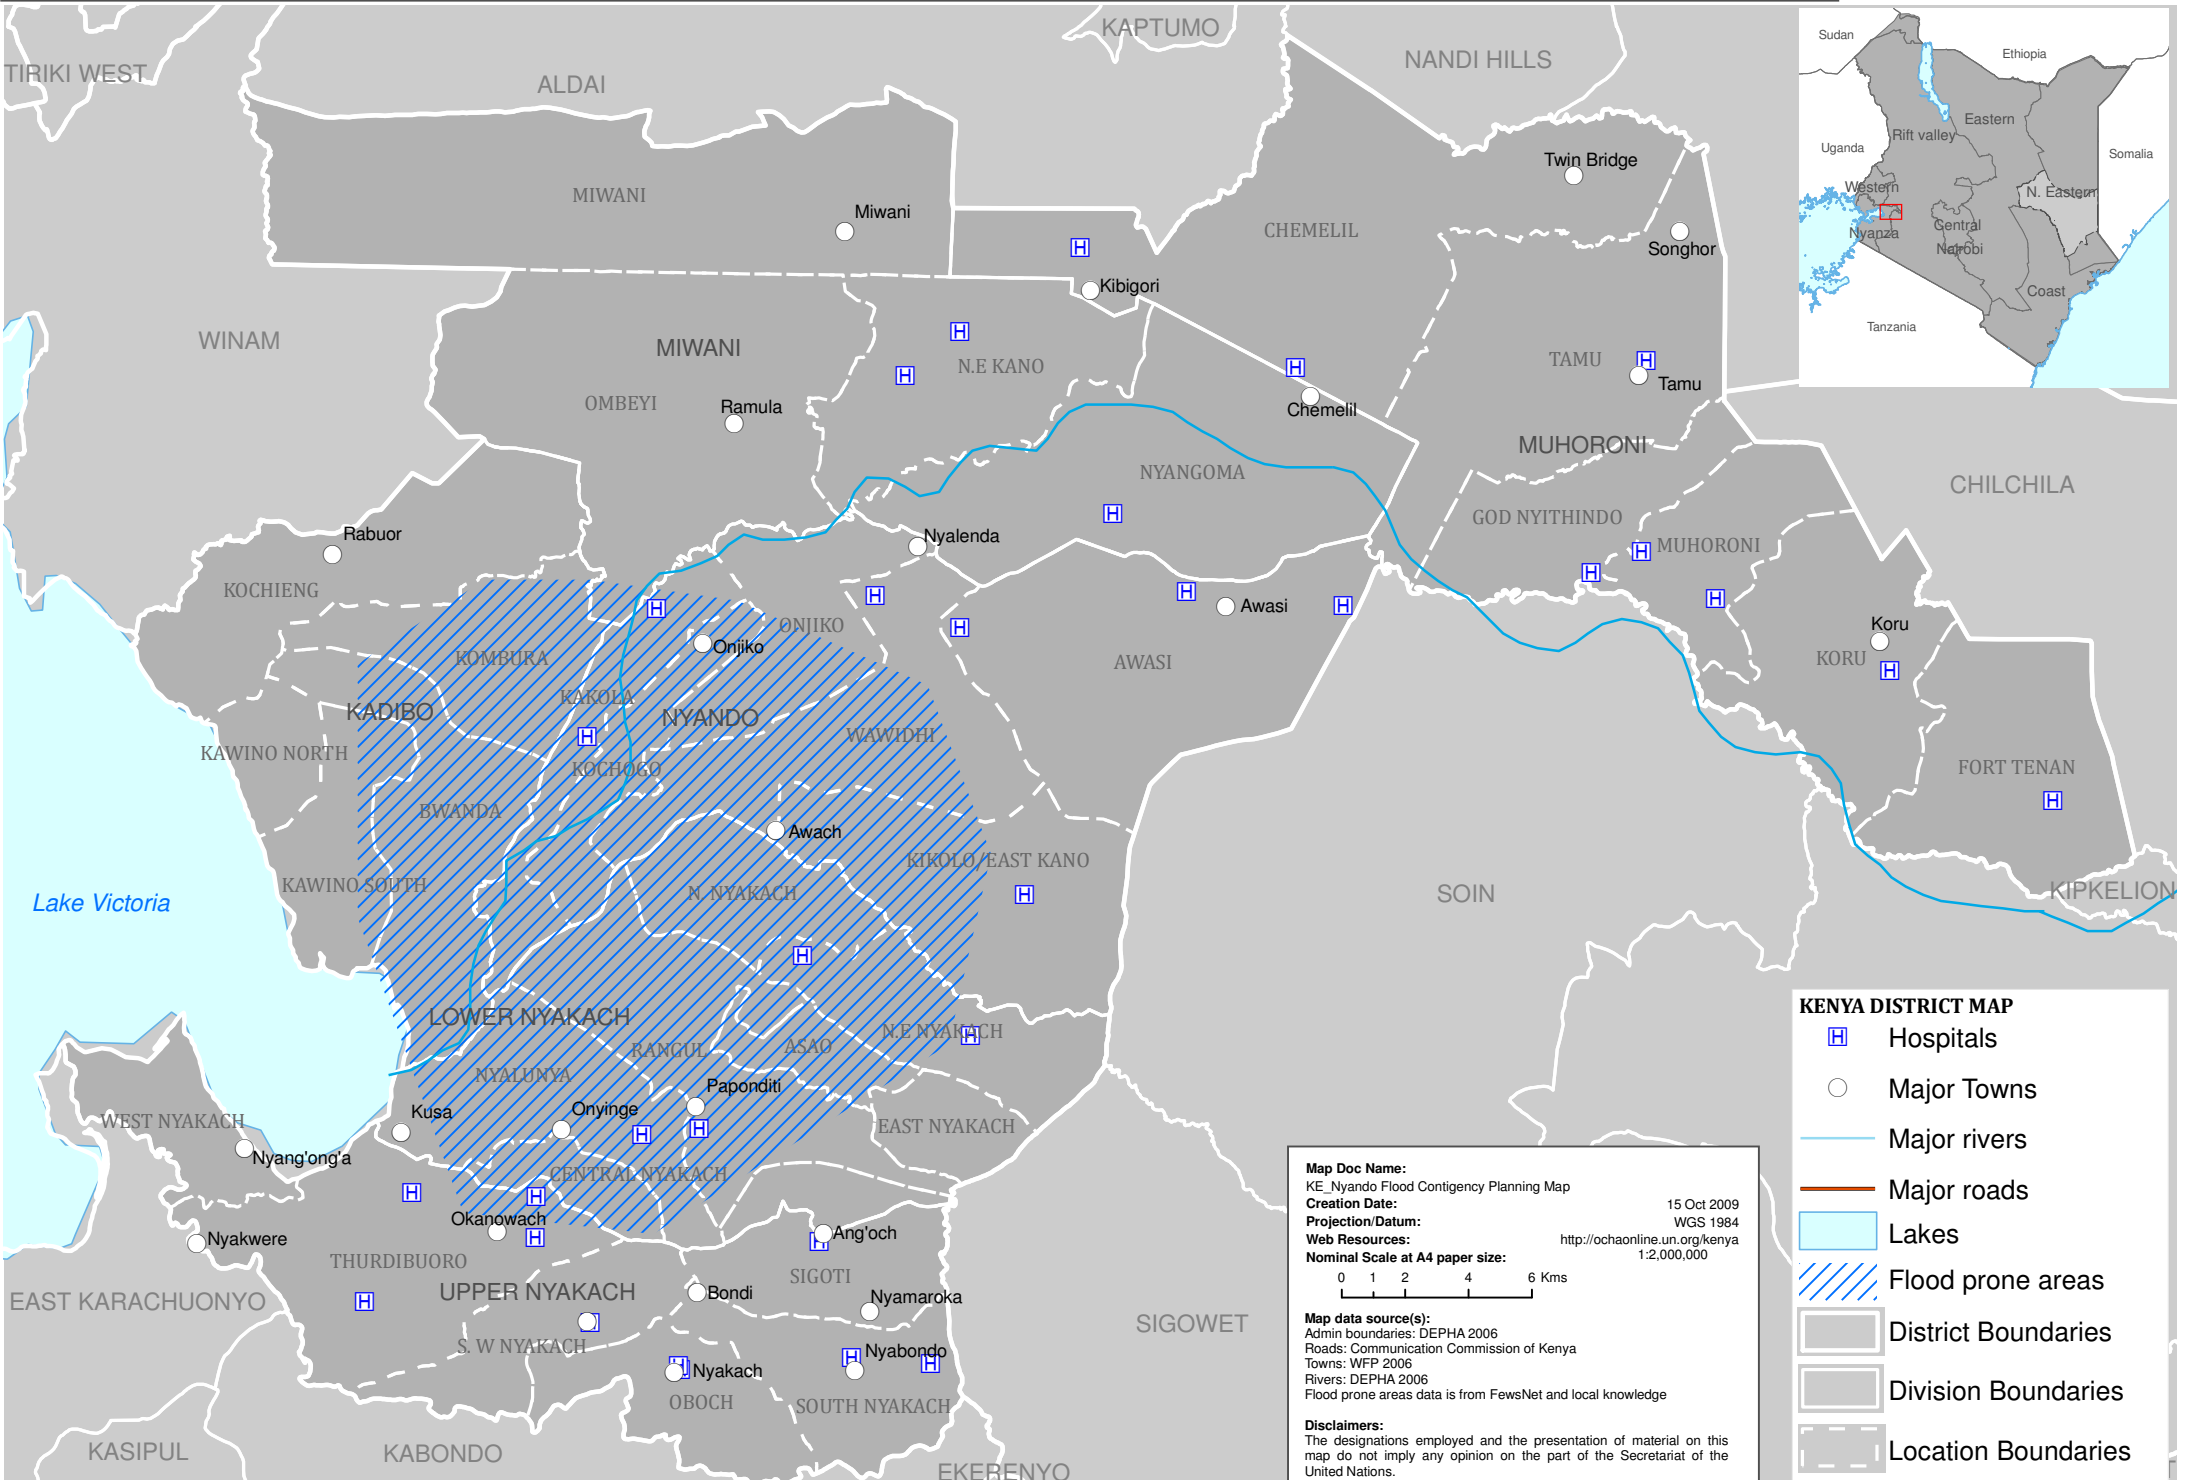 KAPTUMO
NANDI HILLS
TIRIKI WEST
ALDAI
Sudan
Ethiopia
Eastern
Rift valley
Uganda
Somalia
Western
N. Eastern
Nyanza
Central
Nairobi
Coast
Tanzania
Twin Bridge
MIWANI
Miwani
CHEMELIL
Songhor
Kibigori
WINAM
MIWANI
N.E KANO
TAMU
Tamu
OMBEYI
Ramula
Chemelil
MUHORONI
NYANGOMA
CHILCHILA
GOD NYITHINDO
Rabuor
Nyalenda
MUHORONI
KOCHIENG
Awasi
ONJIKO
Koru
Onjiko
KOMBURA
AWASI
KORU
KAKOLA
KADIBO
NYANDO
WAWIDHI
KAWINO NORTH
KOCHOGO
FORT TENAN
BWANDA
Awach
KIKOLO/EAST KANO
KAWINO SOUTH
N. NYAKACH
SOIN
KIPKELION
Lake Victoria
LOWER NYAKACH
N.E NYAKACH
RANGUL
ASAO
NYALUNYA
Paponditi
Kusa
Onyinge
WEST NYAKACH
EAST NYAKACH
Nyang'ong'a
CENTRAL NYAKACH
Okanowach
Nyakwere
Ang'och
THURDIBUORO
SIGOTI
UPPER NYAKACH
Bondi
Nyamaroka
EAST KARACHUONYO
SIGOWET
S. W NYAKACH
Nyabondo
Nyakach
OBOCH
SOUTH NYAKACH
KASIPUL
KABONDO
EKERENYO
Map Doc Name:
KE_Nyando Flood Contigency Planning Map
Creation Date: 15 Oct 2009
Projection/Datum: WGS 1984
Web Resources: http://ochaonline.un.org/kenya
Nominal Scale at A4 paper size: 1:2,000,000
0 1 2 4 6 Kms
Map data source(s):
Admin boundaries: DEPHA 2006
Roads: Communication Commission of Kenya
Towns: WFP 2006
Rivers: DEPHA 2006
Flood prone areas data is from FewsNet and local knowledge
Disclaimers:
The designations employed and the presentation of material on this
map do not imply any opinion on the part of the Secretariat of the
United Nations.
KENYA DISTRICT MAP
H Hospitals
Major Towns
Major rivers
Major roads
Lakes
Flood prone areas
District Boundaries
Division Boundaries
Location Boundaries